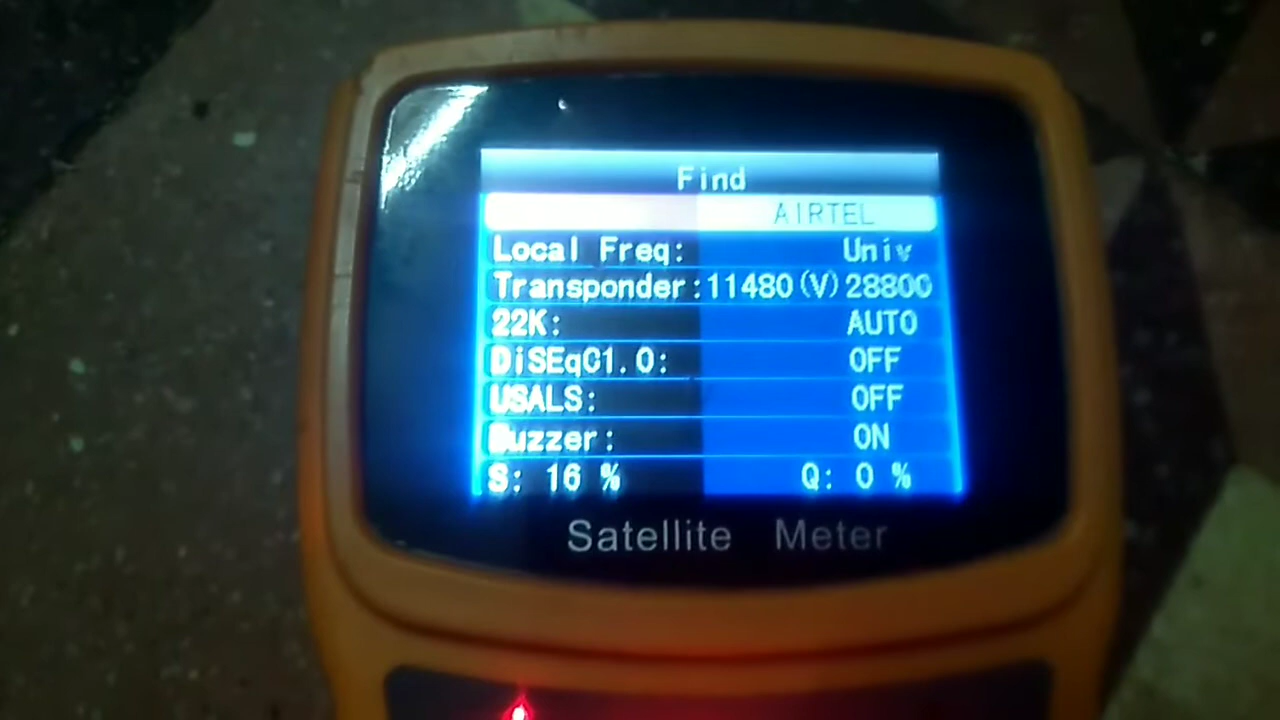 Find
AIRTEL
Local Freq: Univ
Transponder:11480(V)28800
22K: AUTO
DiSEqC1.0: OFF
USALS: OFF
Buzzer: ON
S: 16 % Q: 0 %
Satellite Meter